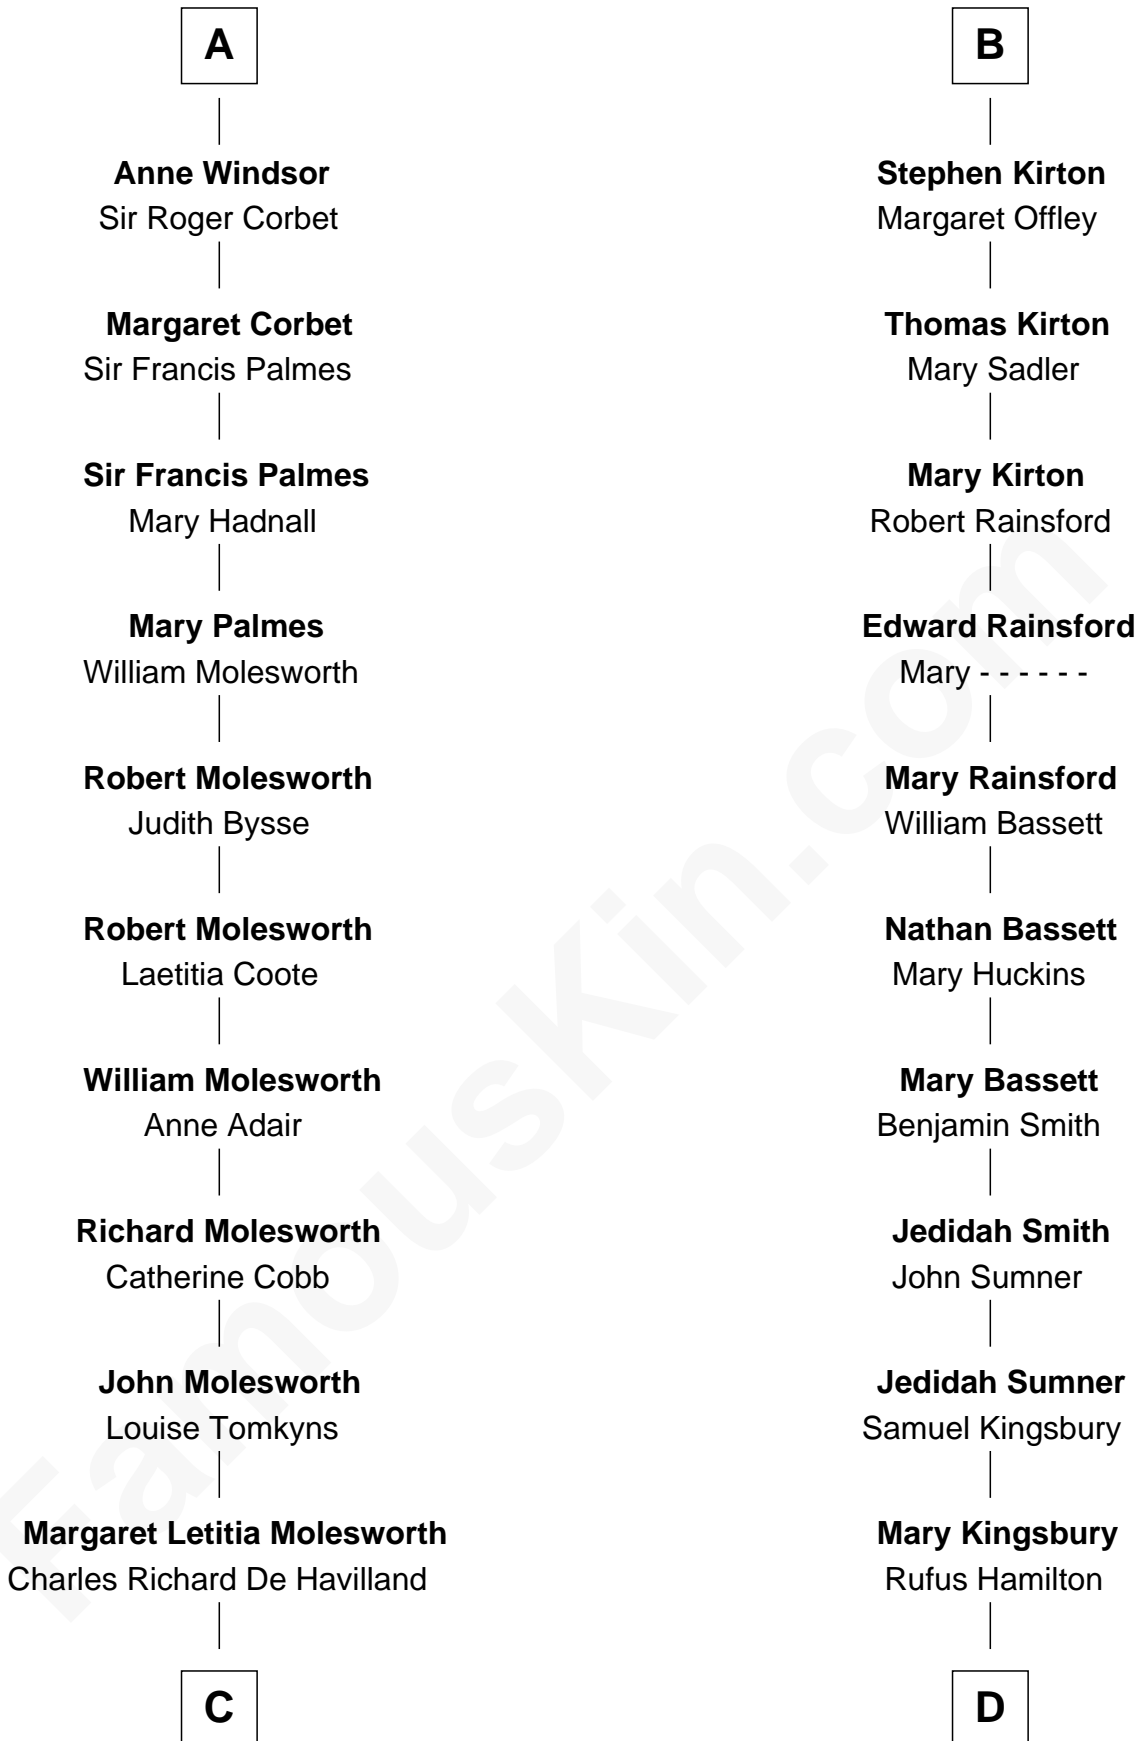 A
Anne Windsor
Sir Roger Corbet
Margaret Corbet
Sir Francis Palmes
Sir Francis Palmes
Mary Hadnall
Mary Palmes
William Molesworth
Robert Molesworth
Judith Bysse
Robert Molesworth
Laetitia Coote
William Molesworth
Anne Adair
Richard Molesworth
Catherine Cobb
John Molesworth
Louise Tomkyns
Margaret Letitia Molesworth
Charles Richard De Havilland
C
B
Stephen Kirton
Margaret Offley
Thomas Kirton
Mary Sadler
Mary Kirton
Robert Rainsford
Edward Rainsford
Mary - - - - - -
Mary Rainsford
William Bassett
Nathan Bassett
Mary Huckins
Mary Bassett
Benjamin Smith
Jedidah Smith
John Sumner
Jedidah Sumner
Samuel Kingsbury
Mary Kingsbury
Rufus Hamilton
D
FamousKin.com